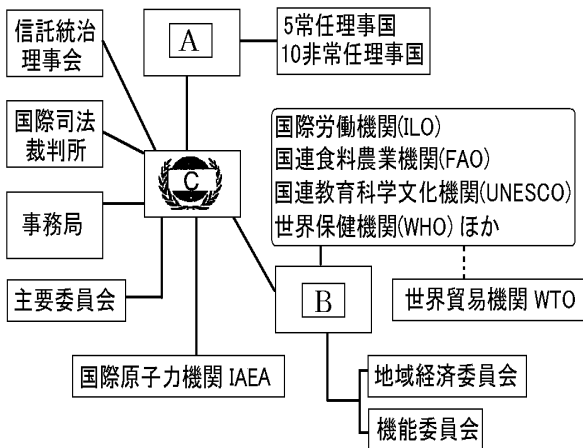 信託統治
理事会
A
5常任理事国
10非常任理事国
国際司法
裁判所
C
国際労働機関(ILO)
国連食料農業機関(FAO)
国連教育科学文化機関(UNESCO)
世界保健機関(WHO) ほか
事務局
主要委員会
B
世界貿易機関 WTO
国際原子力機関 IAEA
地域経済委員会
機能委員会